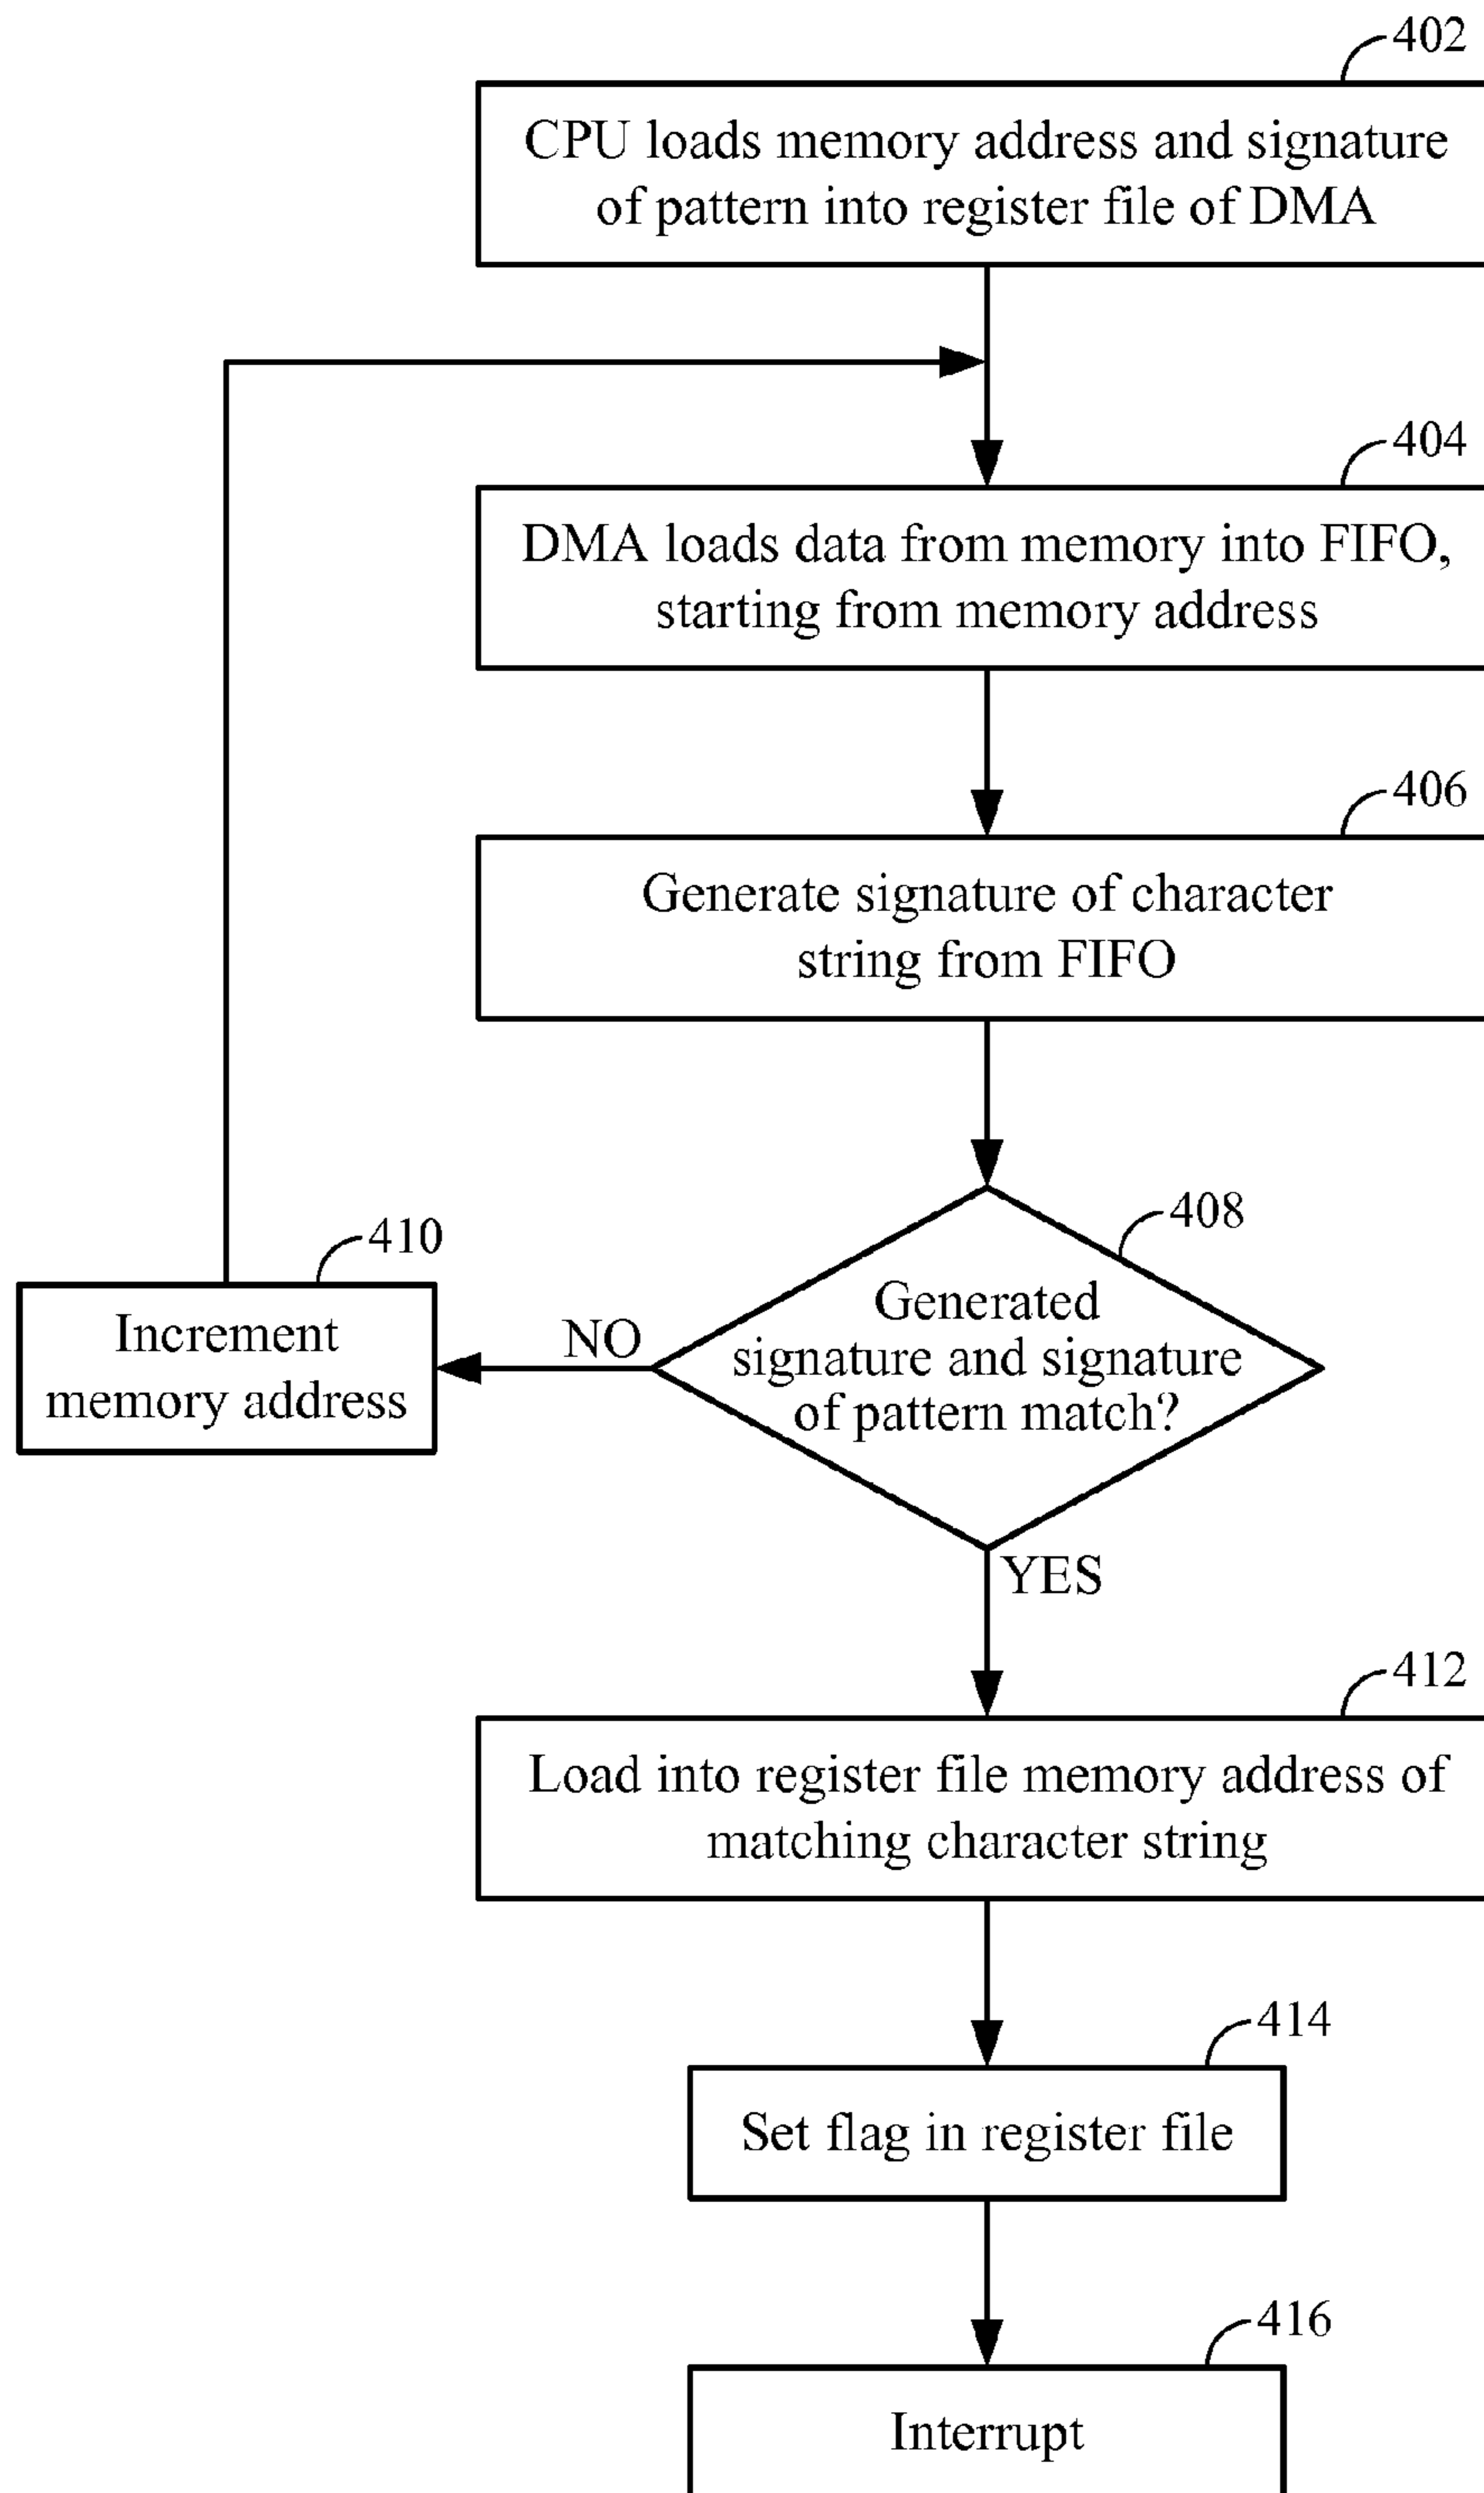 402
CPU loads memory address and signature
of pattern into register file of DMA
404
DMA loads data from memory into FIFO,
starting from memory address
406
Generate signature of character
string from FIFO
408
Generated
signature and signature
of pattern match?
NO
410
Increment
memory address
YES
412
Load into register file memory address of
matching character string
414
Set flag in register file
416
Interrupt